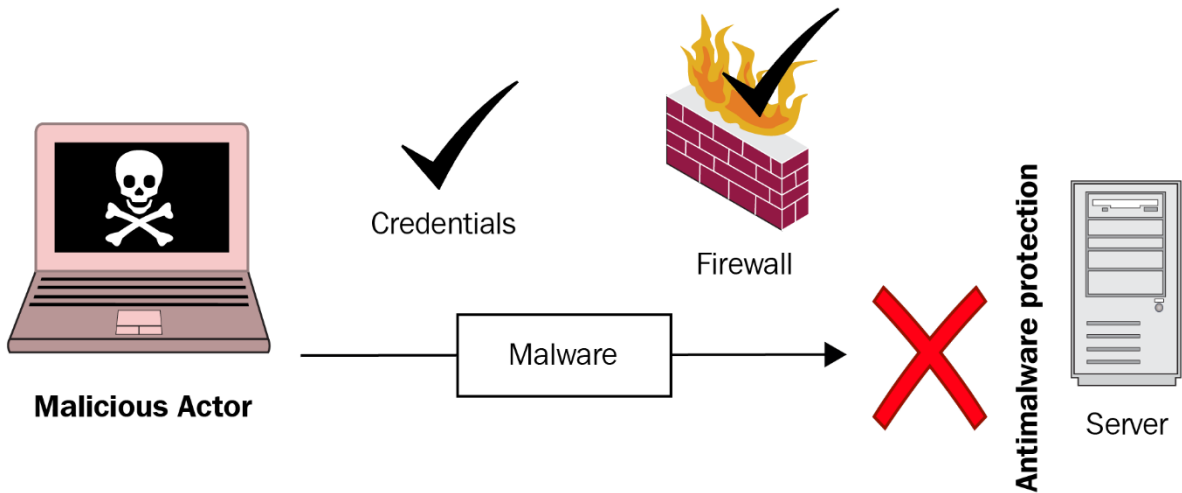 Credentials
Firewall
Malware
Malicious Actor
Antimalware protection
Server